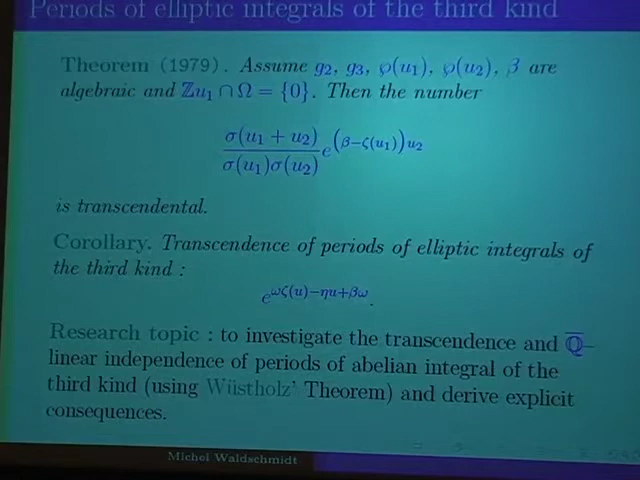 Periods of elliptic integrals of the third kind
Theorem (1979). Assume g₂, g₃, ℘(u₁), ℘(u₂), β are
algebraic and ℤu₁ ∩ Ω = {0}. Then the number
σ(u₁ + u₂)
σ(u₁)σ(u₂) e^(β−ζ(u₁))u₂
is transcendental.
Corollary. Transcendence of periods of elliptic integrals of
the third kind :
e^ωζ(u)−ηu+βω.
Research topic : to investigate the transcendence and ℚ̅–
linear independence of periods of abelian integral of the
third kind (using Wüstholz' Theorem) and derive explicit
consequences.
Michel Waldschmidt